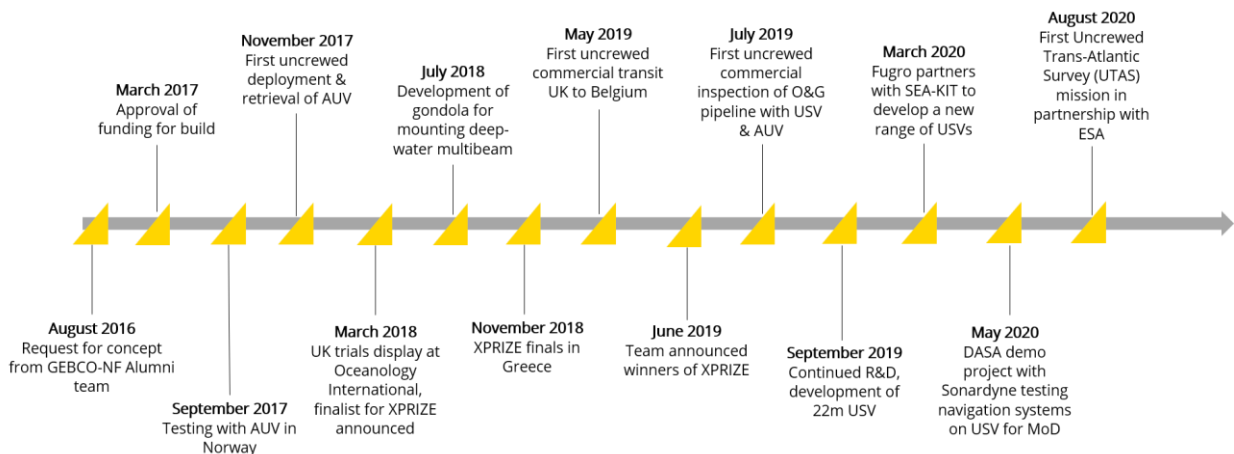 August 2016
Request for concept
from GEBCO-NF Alumni
team
March 2017
Approval of
funding for build
September 2017
Testing with AUV in
Norway
November 2017
First uncrewed
deployment &
retrieval of AUV
March 2018
UK trials display at
Oceanology
International,
finalist for XPRIZE
announced
July 2018
Development of
gondola for
mounting deep-
water multibeam
November 2018
XPRIZE finals in
Greece
May 2019
First uncrewed
commercial transit
UK to Belgium
June 2019
Team announced
winners of XPRIZE
July 2019
First uncrewed
commercial
inspection of O&G
pipeline with USV
& AUV
September 2019
Continued R&D,
development of
22m USV
March 2020
Fugro partners
with SEA-KIT to
develop a new
range of USVs
May 2020
DASA demo
project with
Sonardyne testing
navigation systems
on USV for MoD
August 2020
First Uncrewed
Trans-Atlantic
Survey (UTAS)
mission in
partnership with
ESA